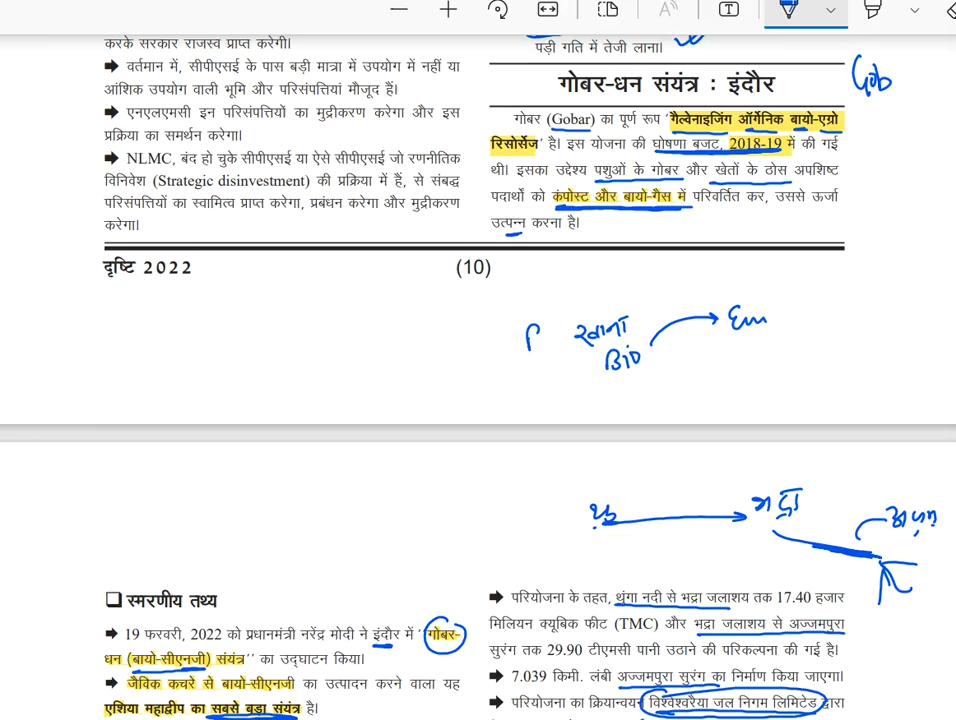 करके सरकार राजस्व प्राप्त करेगी।
➡ वर्तमान में, सीपीएसई के पास बड़ी मात्रा में उपयोग में नहीं या
आंशिक उपयोग वाली भूमि और परिसंपत्तियां मौजूद हैं।
➡ एनएलएमसी इन परिसंपत्तियों का मुद्रीकरण करेगा और इस
प्रक्रिया का समर्थन करेगा।
➡ NLMC, बंद हो चुके सीपीएसई या ऐसे सीपीएसई जो रणनीतिक
विनिवेश (Strategic disinvestment) की प्रक्रिया में हैं, से संबद्ध
परिसंपत्तियों का स्वामित्व प्राप्त करेगा, प्रबंधन करेगा और मुद्रीकरण
करेगा।
पड़ी गति में तेजी लाना।
गोबर-धन संयंत्र : इंदौर
Gob
गोबर (Gobar) का पूर्ण रूप 'गैल्वेनाइजिंग ऑर्गेनिक बायो-एग्रो
रिसोर्सेज' है। इस योजना की घोषणा बजट, 2018-19 में की गई
थी। इसका उद्देश्य पशुओं के गोबर और खेतों के ठोस अपशिष्ट
पदार्थों को कंपोस्ट और बायो-गैस में परिवर्तित कर, उससे ऊर्जा
उत्पन्न करना है।
दृष्टि 2022
(10)
खाना
Bio
❑ स्मरणीय तथ्य
➡ 19 फरवरी, 2022 को प्रधानमंत्री नरेंद्र मोदी ने इंदौर में ''गोबर-
धन (बायो-सीएनजी) संयंत्र'' का उद्घाटन किया।
➡ जैविक कचरे से बायो-सीएनजी का उत्पादन करने वाला यह
एशिया महाद्वीप का सबसे बड़ा संयंत्र है।
भद्रा
➡ परियोजना के तहत, थुंगा नदी से भद्रा जलाशय तक 17.40 हजार
मिलियन क्यूबिक फीट (TMC) और भद्रा जलाशय से अज्जमपुरा
सुरंग तक 29.90 टीएमसी पानी उठाने की परिकल्पना की गई है।
➡ 7.039 किमी. लंबी अज्जमपुरा सुरंग का निर्माण किया जाएगा।
➡ परियोजना का क्रियान्वयन विश्वेश्वरैया जल निगम लिमिटेड द्वारा